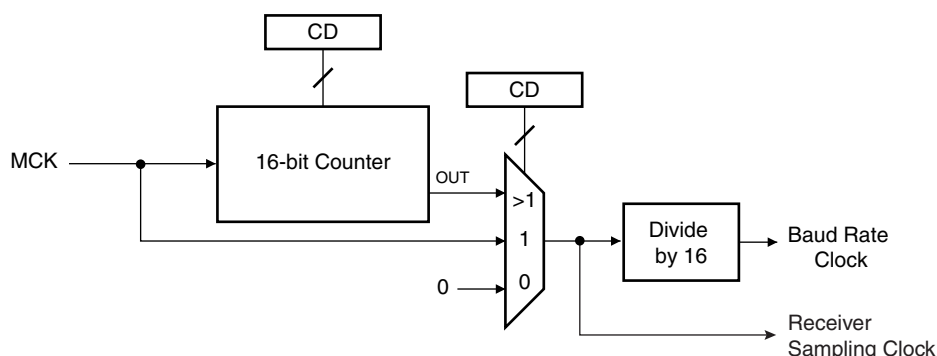 CD
CD
MCK
16-bit Counter
OUT
>1
1
0
0
Divide
by 16
Baud Rate
Clock
Receiver
Sampling Clock